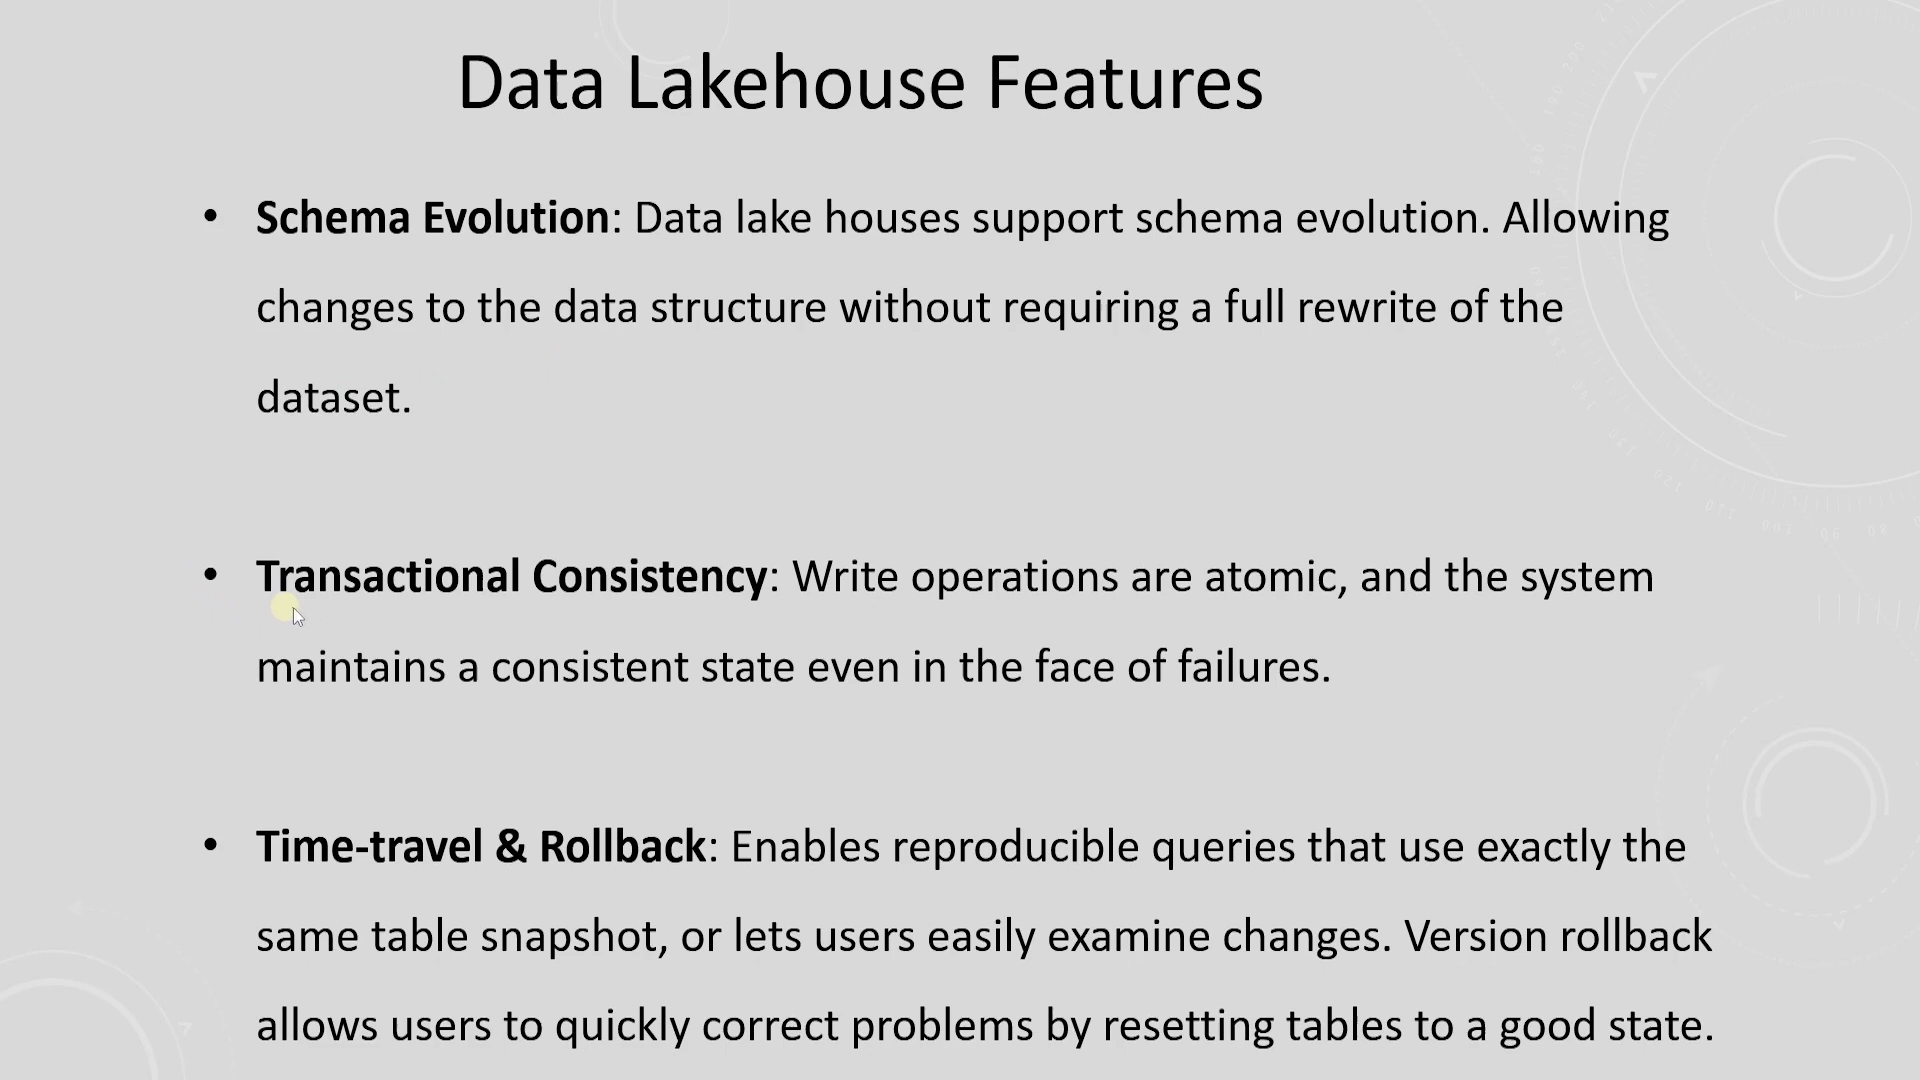 Data Lakehouse Features
• Schema Evolution: Data lake houses support schema evolution. Allowing
changes to the data structure without requiring a full rewrite of the
dataset.
• Transactional Consistency: Write operations are atomic, and the system
maintains a consistent state even in the face of failures.
• Time-travel & Rollback: Enables reproducible queries that use exactly the
same table snapshot, or lets users easily examine changes. Version rollback
allows users to quickly correct problems by resetting tables to a good state.